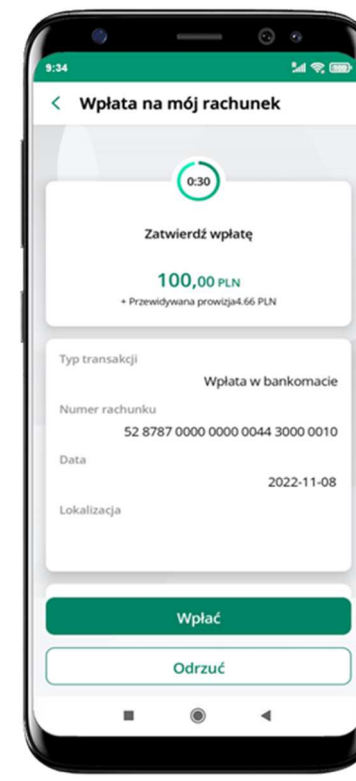 9:34
Wpłata na mój rachunek
0:30
Zatwierdź wpłatę
100,00 PLN
+ Przewidywana prowizja4.66 PLN
Typ transakcji
Wpłata w bankomacie
Numer rachunku
52 8787 0000 0000 0044 3000 0010
Data
2022-11-08
Lokalizacja
Wpłać
Odrzuć